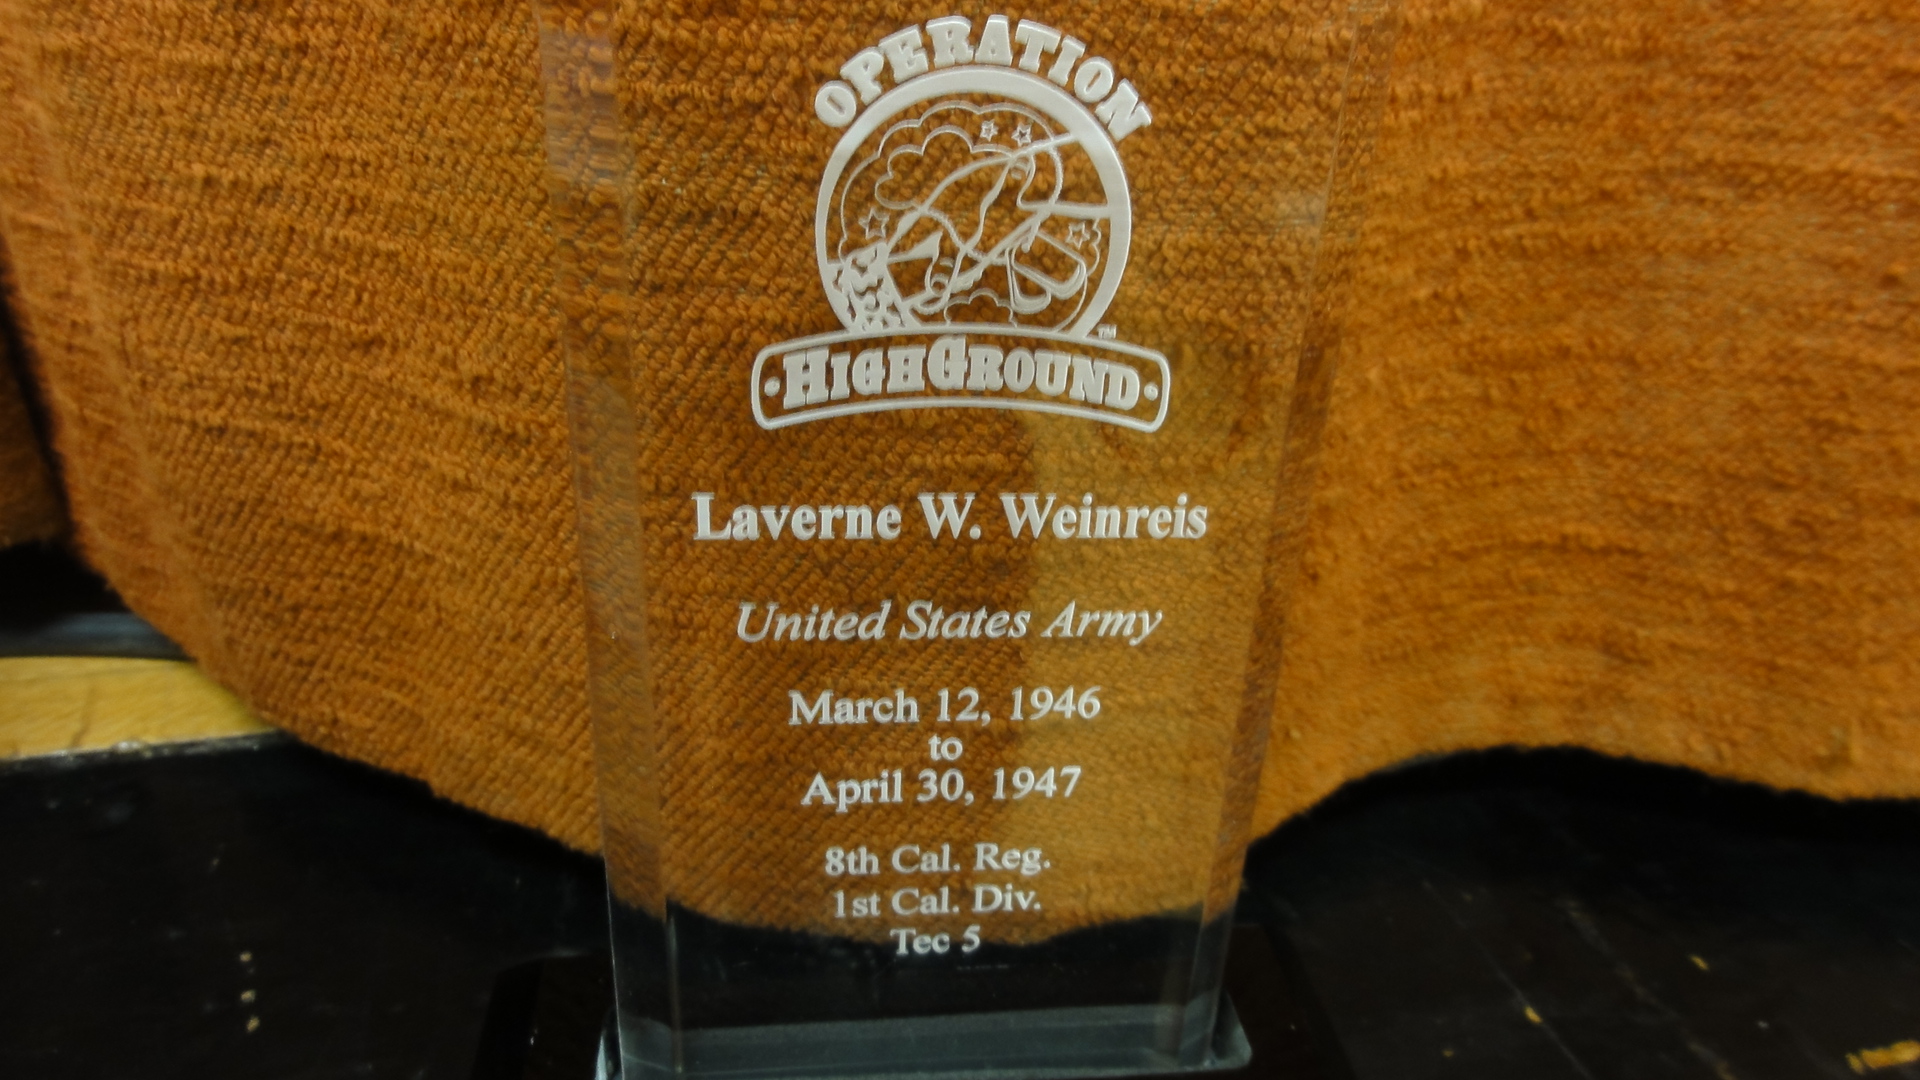 OPERATION
HIGHGROUND
TM
Laverne W. Weinreis
United States Army
March 12, 1946
to
April 30, 1947
8th Cal. Reg.
1st Cal. Div.
Tec 5